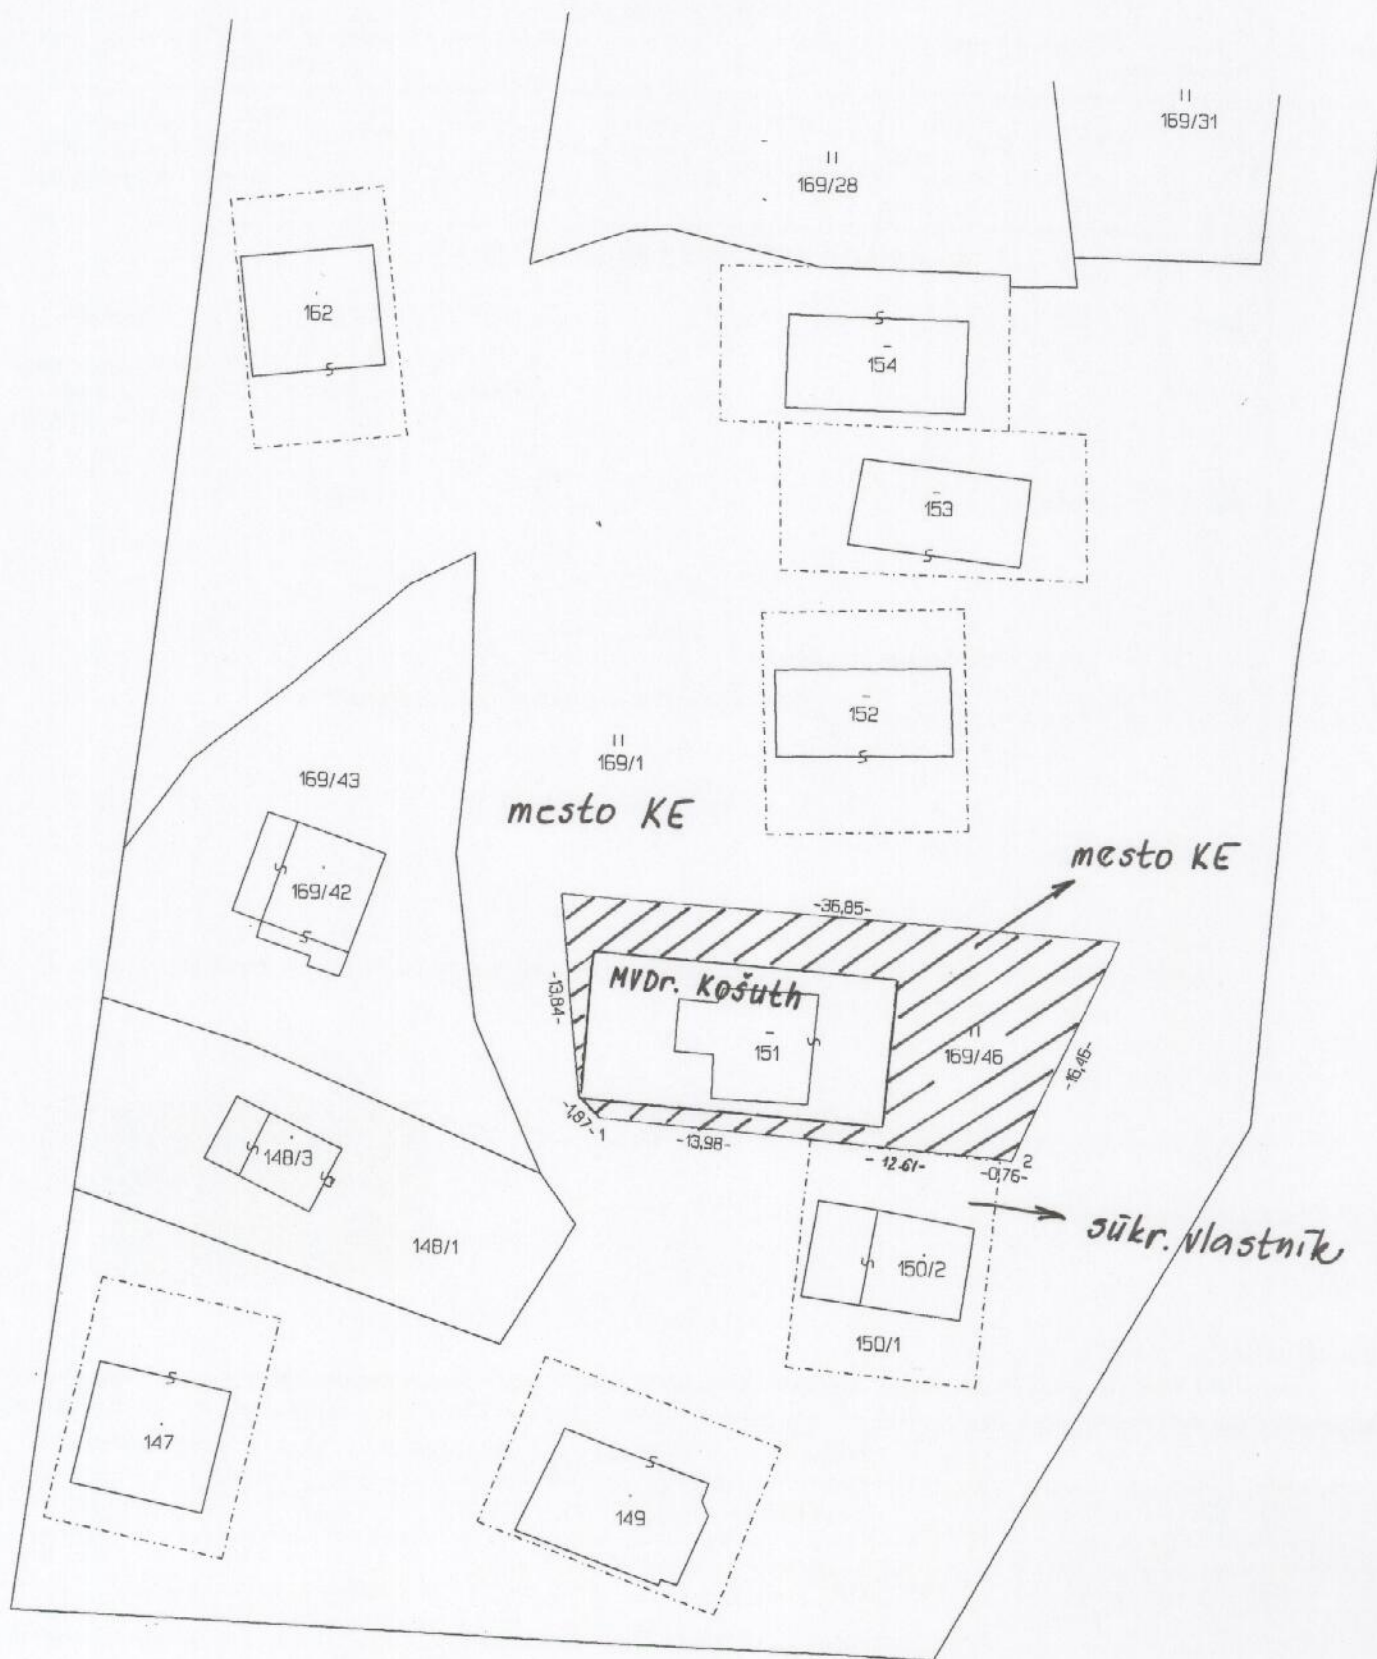 II
169/31
II
169/28
162
S
S
154
153
S
152
S
II
169/1
mesto KE
169/43
S
169/42
S
mesto KE
-36,85-
-13,84-
MVDr. Košuth
151
S
II
169/46
-16,46-
-1,87-
1
-13,98-
-12.61-
-0,76-
2
S
148/3
S
148/1
súkr. vlastník
S
150/2
150/1
S
147
S
149